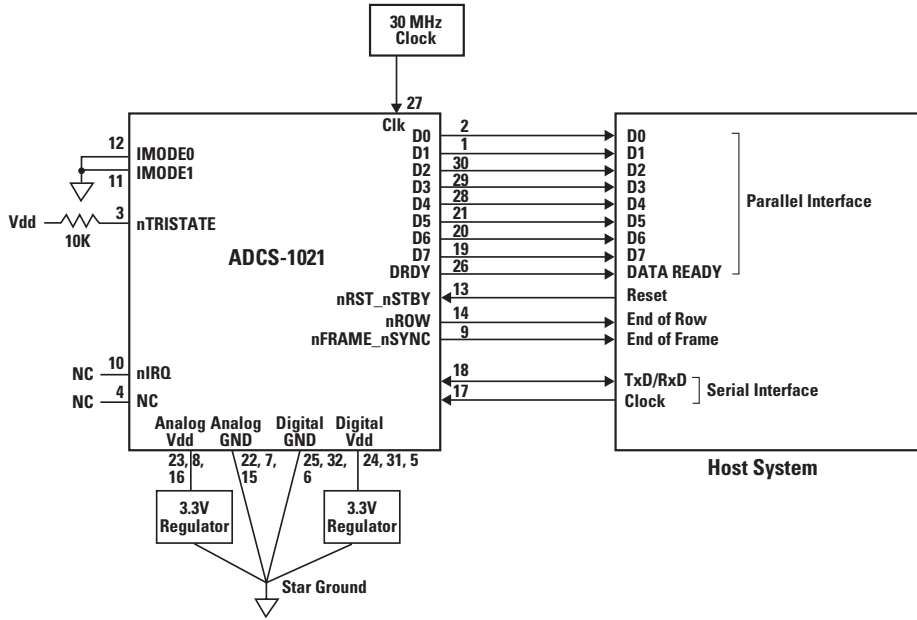 30 MHz
Clock
27
Clk
12
IMODE0
IMODE1
11
Vdd
10K
3
nTRISTATE
ADCS-1021
D0 2 D0
D1 1 D1
D2 30 D2
D3 29 D3
D4 28 D4
D5 21 D5
D6 20 D6
D7 19 D7
DRDY 26 DATA READY
Parallel Interface
nRST_nSTBY 13 Reset
nROW 14 End of Row
nFRAME_nSYNC 9 End of Frame
18 TxD/RxD
17 Clock
Serial Interface
NC 10 nIRQ
NC 4 NC
Analog Vdd
Analog GND
Digital GND
Digital Vdd
23, 8,
16
22, 7,
15
25, 32,
6
24, 31, 5
3.3V
Regulator
3.3V
Regulator
Star Ground
Host System